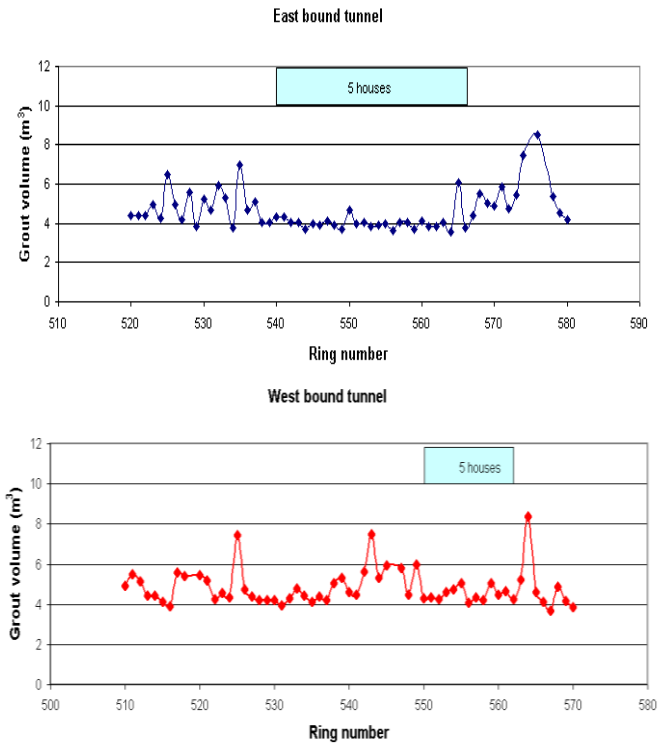 East bound tunnel
12
10
8
6
4
2
0
Grout volume (m³)
5 houses
510 520 530 540 550 560 570 580 590
Ring number
West bound tunnel
12
10
8
6
4
2
0
Grout volume (m³)
5 houses
500 510 520 530 540 550 560 570 580
Ring number